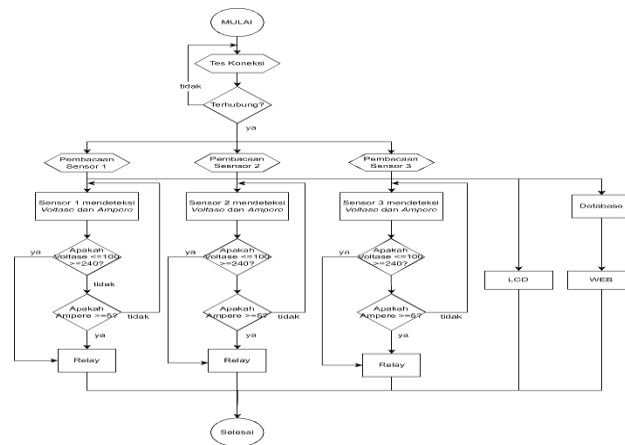 MULAI
Tes Koneksi
tidak
Terhubung?
ya
Pembacaan
Sensor 1
Pembacaan
Sesnsor 2
Pembacaan
Sensor 3
Sensor 1 mendeteksi
Voltase dan Ampere
Sensor 2 mendeteksi
Voltase dan Ampere
Sensor 3 mendeteksi
Voltase dan Ampere
Database
ya
Apakah
Voltase <=100
>=240?
ya
Apakah
Voltase <=100
>=240?
ya
Apakah
Voltase <=100
>=240?
LCD
WEB
tidak
tidak
Apakah
Ampere >=5?
tidak
Apakah
Ampere >=5?
tidak
Apakah
Ampere >=5?
tidak
ya
ya
ya
Relay
Relay
Relay
Selesai